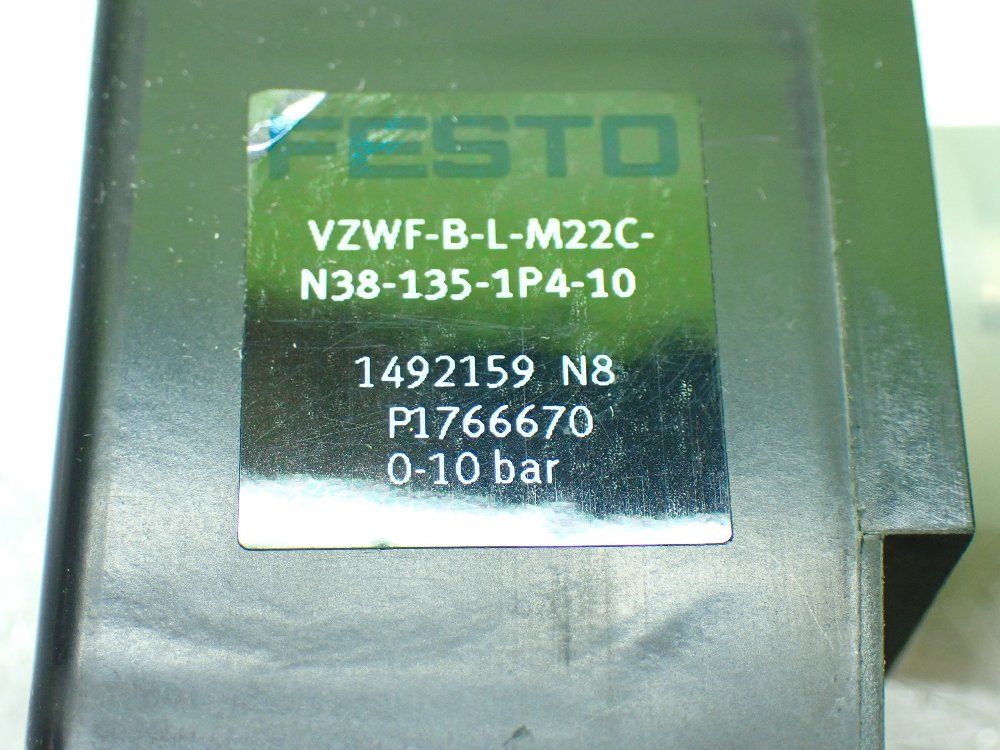 FESTO
VZWF-B-L-M22C-
N38-135-1P4-10
1492159 N8
P1766670
0-10 bar